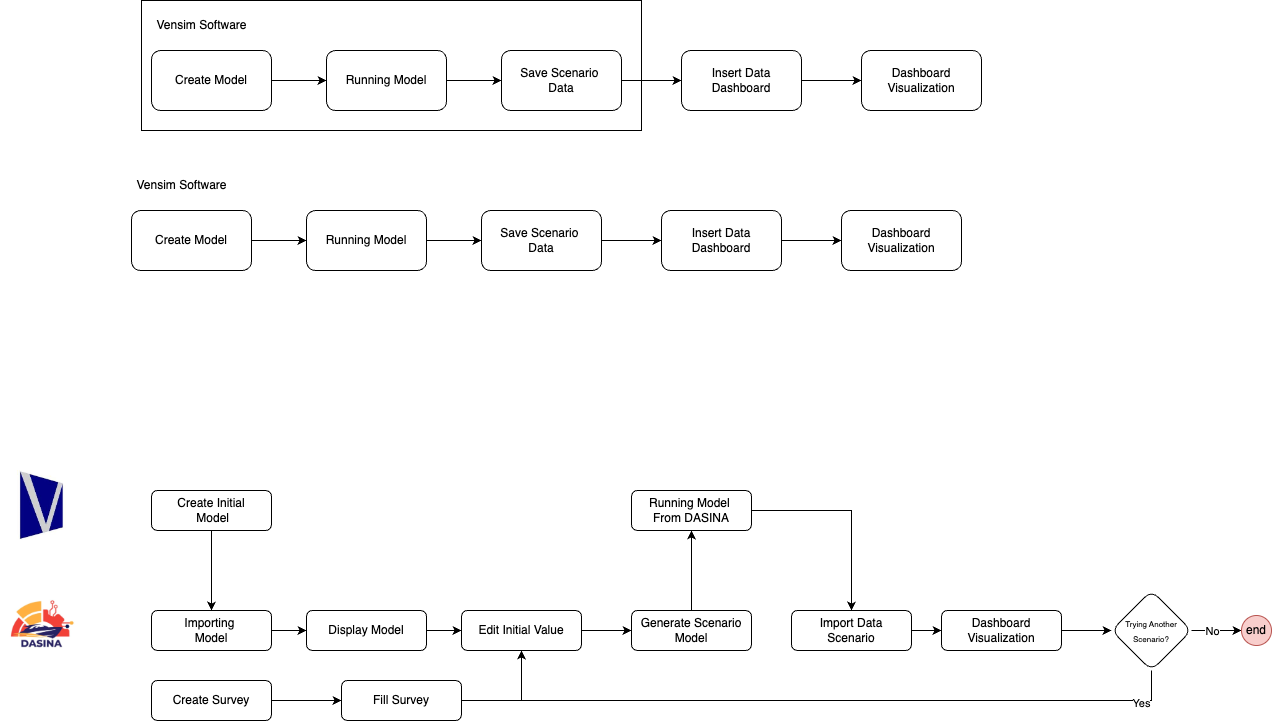 Vensim Software
Create Model
Running Model
Save Scenario
Data
Insert Data
Dashboard
Dashboard
Visualization
Vensim Software
Create Model
Running Model
Save Scenario
Data
Insert Data
Dashboard
Dashboard
Visualization
Create Initial
Model
Running Model
From DASINA
DASINA
Importing
Model
Display Model
Edit Initial Value
Generate Scenario
Model
Import Data
Scenario
Dashboard
Visualization
Trying Another
Scenario?
No
end
Create Survey
Fill Survey
Yes